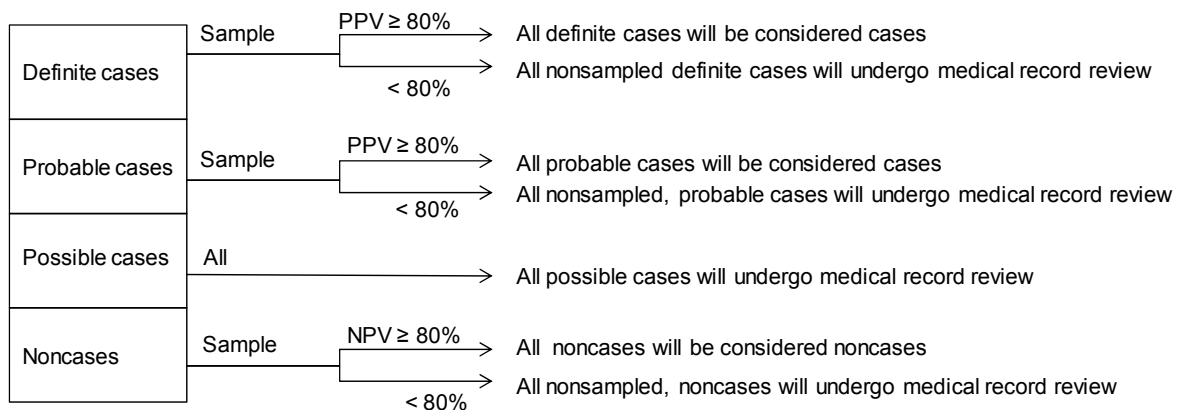 Definite cases
Sample
PPV ≥ 80%
All definite cases will be considered cases
All nonsampled definite cases will undergo medical record review
< 80%
Probable cases
Sample
PPV ≥ 80%
All probable cases will be considered cases
All nonsampled, probable cases will undergo medical record review
< 80%
Possible cases
All
All possible cases will undergo medical record review
Noncases
Sample
NPV ≥ 80%
All noncases will be considered noncases
All nonsampled, noncases will undergo medical record review
< 80%